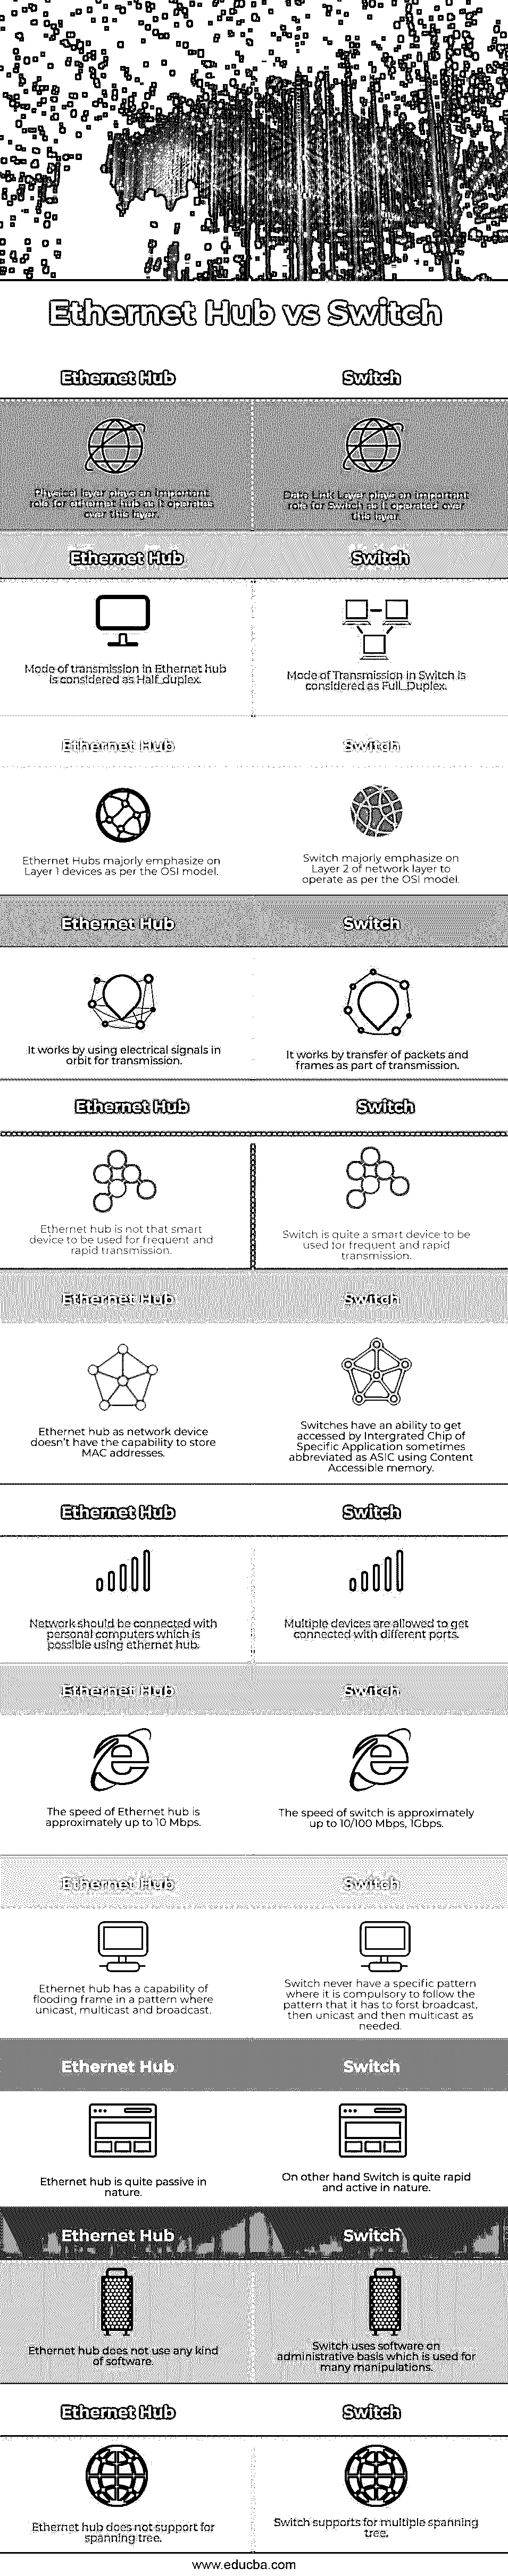 Ethernet Hub vs Switch
Ethernet Hub
Switch
Physical layer plays an important
role for ethernet hub as it operates
over this layer.
Data Link Layer plays an important
role for Switch as it operated over
this layer.
Ethernet Hub
Switch
Mode of transmission in Ethernet hub
is considered as Half_duplex.
Mode of Transmission in Switch is
considered as Full_Duplex.
Ethernet Hub
Switch
Ethernet Hubs majorly emphasize on
Layer 1 devices as per the OSI model.
Switch majorly emphasize on
Layer 2 of network layer to
operate as per the OSI model.
Ethernet Hub
Switch
It works by using electrical signals in
orbit for transmission.
It works by transfer of packets and
frames as part of transmission.
Ethernet Hub
Switch
Ethernet hub is not that smart
device to be used for frequent and
rapid transmission.
Switch is quite a smart device to be
used for frequent and rapid
transmission.
Ethernet Hub
Switch
Ethernet hub as network device
doesn't have the capability to store
MAC addresses.
Switches have an ability to get
accessed by Intergrated Chip of
Specific Application sometimes
abbreviated as ASIC using Content
Accessible memory.
Ethernet Hub
Switch
Network should be connected with
personal computers which is
possible using ethernet hub.
Multiple devices are allowed to get
connected with different ports.
Ethernet Hub
Switch
The speed of Ethernet hub is
approximately up to 10 Mbps.
The speed of switch is approximately
up to 10/100 Mbps, 1Gbps.
Ethernet Hub
Switch
Ethernet hub has a capability of
flooding frame in a pattern where
unicast, multicast and broadcast.
Switch never have a specific pattern
where it is compulsory to follow the
pattern that it has to forst broadcast,
then unicast and then multicast as
needed.
Ethernet Hub
Switch
Ethernet hub is quite passive in
nature.
On other hand Switch is quite rapid
and active in nature.
Ethernet Hub
Switch
Ethernet hub does not use any kind
of software.
Switch uses software on
administrative basis which is used for
many manipulations.
Ethernet Hub
Switch
Ethernet hub does not support for
spanning tree.
Switch supports for multiple spanning
tree.
www.educba.com